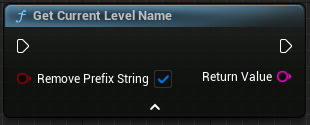 Get Current Level Name
Remove Prefix String
Return Value